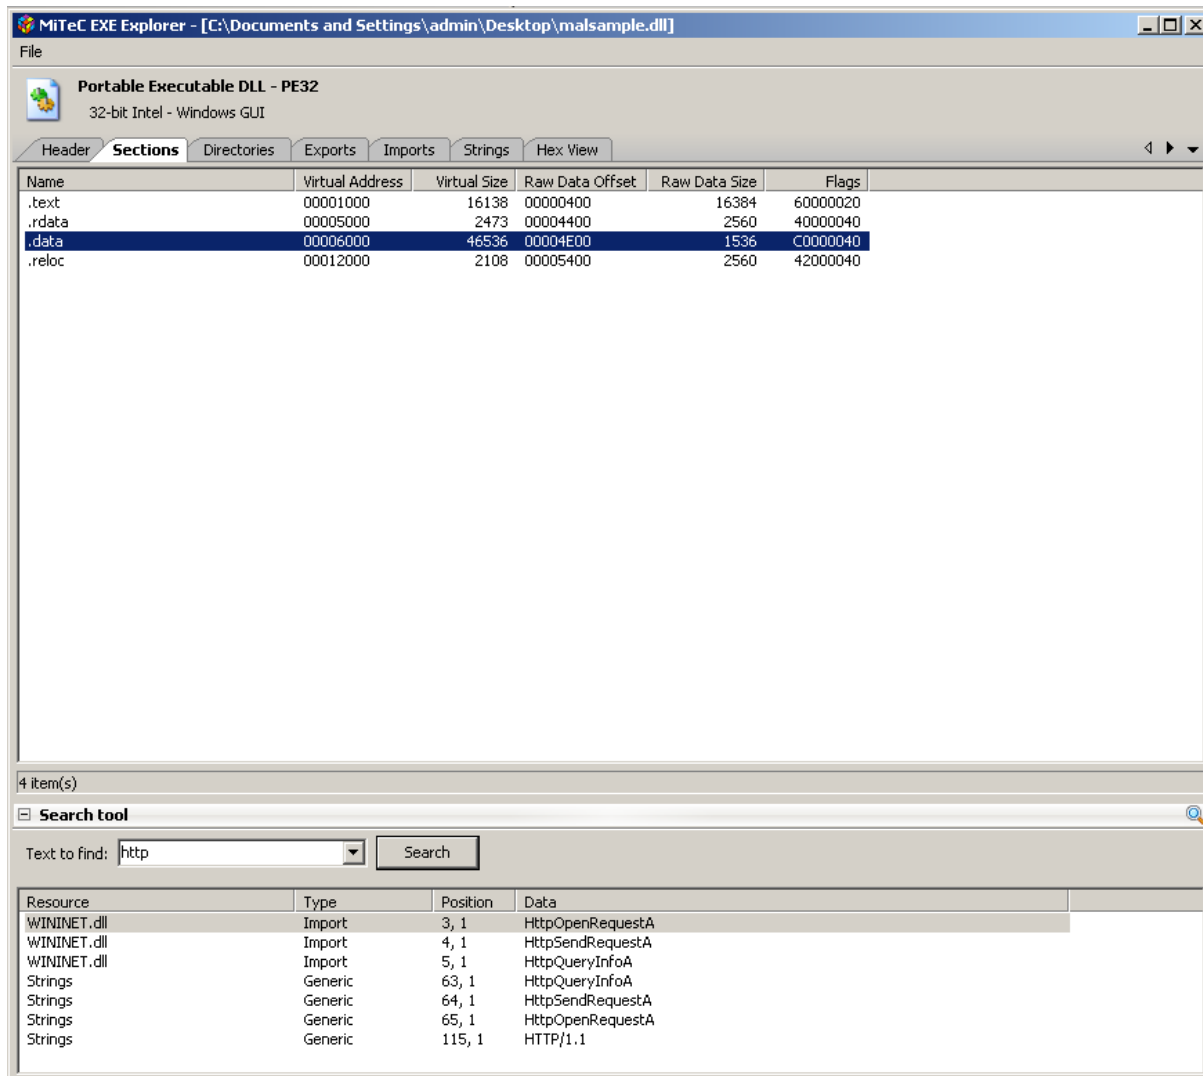 MiTeC EXE Explorer - [C:\Documents and Settings\admin\Desktop\malsample.dll]
File
Portable Executable DLL - PE32
32-bit Intel - Windows GUI
Header Sections Directories Exports Imports Strings Hex View
Name Virtual Address Virtual Size Raw Data Offset Raw Data Size Flags
.text 00001000 16138 00000400 16384 60000020
.rdata 00005000 2473 00004400 2560 40000040
.data 00006000 46536 00004E00 1536 C0000040
.reloc 00012000 2108 00005400 2560 42000040
4 item(s)
Search tool
Text to find: http Search
Resource Type Position Data
WININET.dll Import 3, 1 HttpOpenRequestA
WININET.dll Import 4, 1 HttpSendRequestA
WININET.dll Import 5, 1 HttpQueryInfoA
Strings Generic 63, 1 HttpQueryInfoA
Strings Generic 64, 1 HttpSendRequestA
Strings Generic 65, 1 HttpOpenRequestA
Strings Generic 115, 1 HTTP/1.1